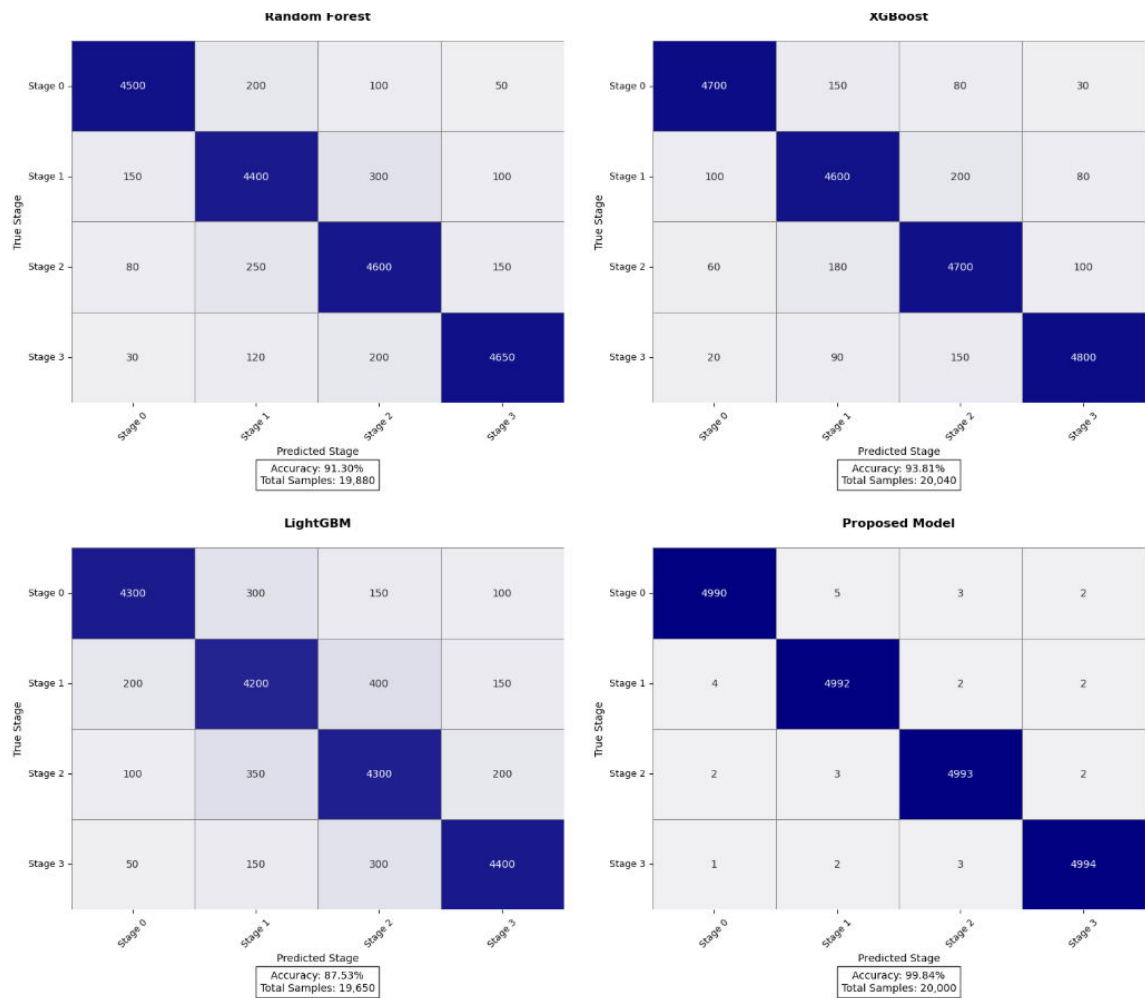 Random Forest
Stage 0 4500 200 100 50
Stage 1 150 4400 300 100
Stage 2 80 250 4600 150
Stage 3 30 120 200 4650
True Stage
Stage 0 Stage 1 Stage 2 Stage 3
Predicted Stage
Accuracy: 91.30%
Total Samples: 19,880
XGBoost
Stage 0 4700 150 80 30
Stage 1 100 4600 200 80
Stage 2 60 180 4700 100
Stage 3 20 90 150 4800
True Stage
Stage 0 Stage 1 Stage 2 Stage 3
Predicted Stage
Accuracy: 93.81%
Total Samples: 20,040
LightGBM
Stage 0 4300 300 150 100
Stage 1 200 4200 400 150
Stage 2 100 350 4300 200
Stage 3 50 150 300 4400
True Stage
Stage 0 Stage 1 Stage 2 Stage 3
Predicted Stage
Accuracy: 87.53%
Total Samples: 19,650
Proposed Model
Stage 0 4990 5 3 2
Stage 1 4 4992 2 2
Stage 2 2 3 4993 2
Stage 3 1 2 3 4994
True Stage
Stage 0 Stage 1 Stage 2 Stage 3
Predicted Stage
Accuracy: 99.84%
Total Samples: 20,000